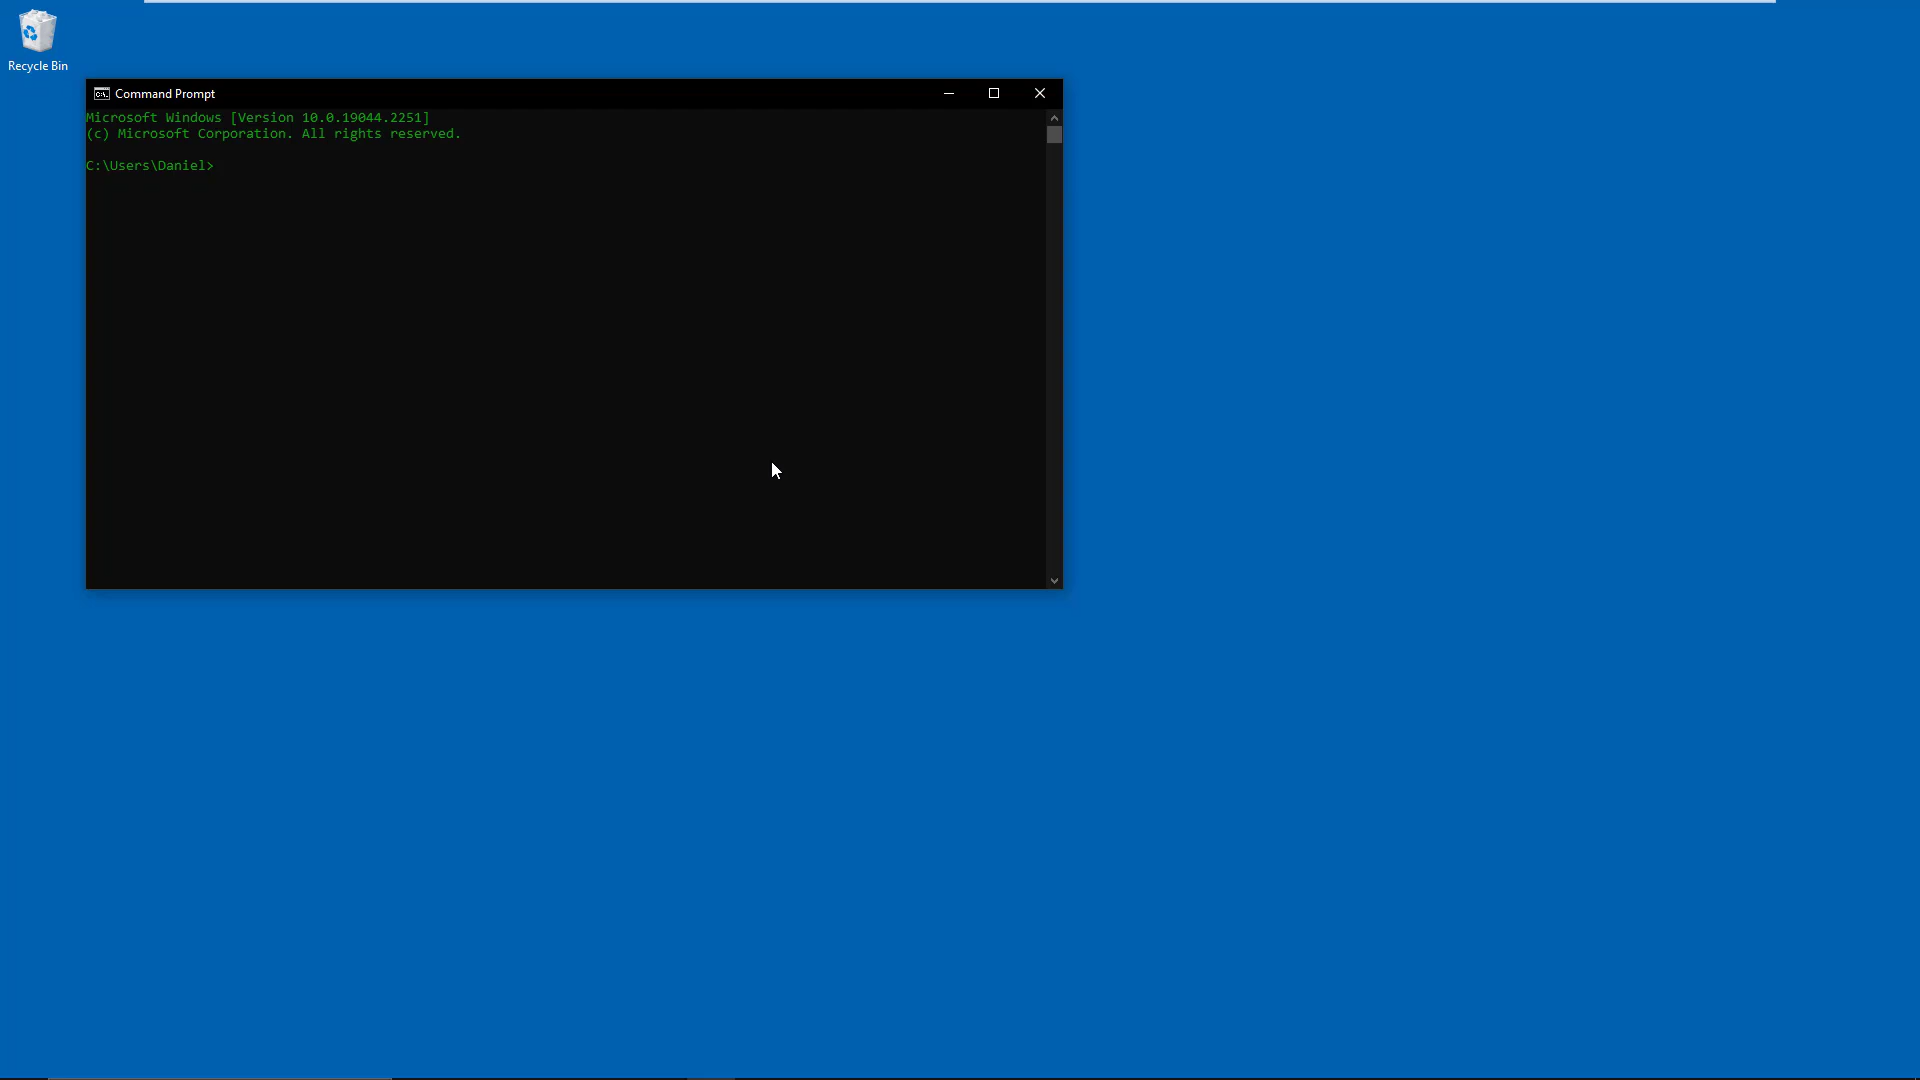 Recycle Bin
Command Prompt
Microsoft Windows [Version 10.0.19044.2251]
(c) Microsoft Corporation. All rights reserved.
C:\Users\Daniel>